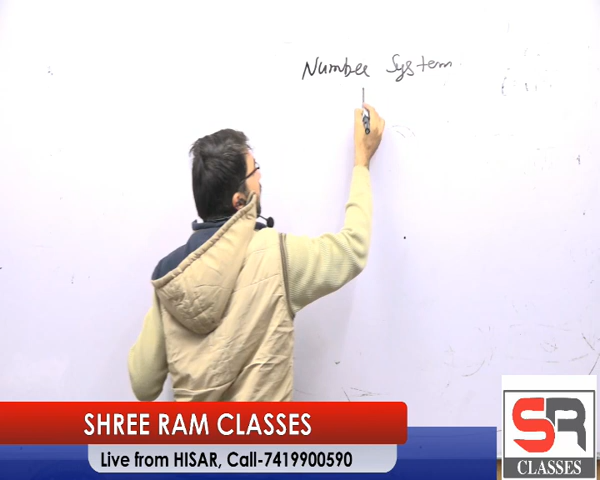 Number System
SHREE RAM CLASSES
Live from HISAR, Call-7419900590
SR
CLASSES